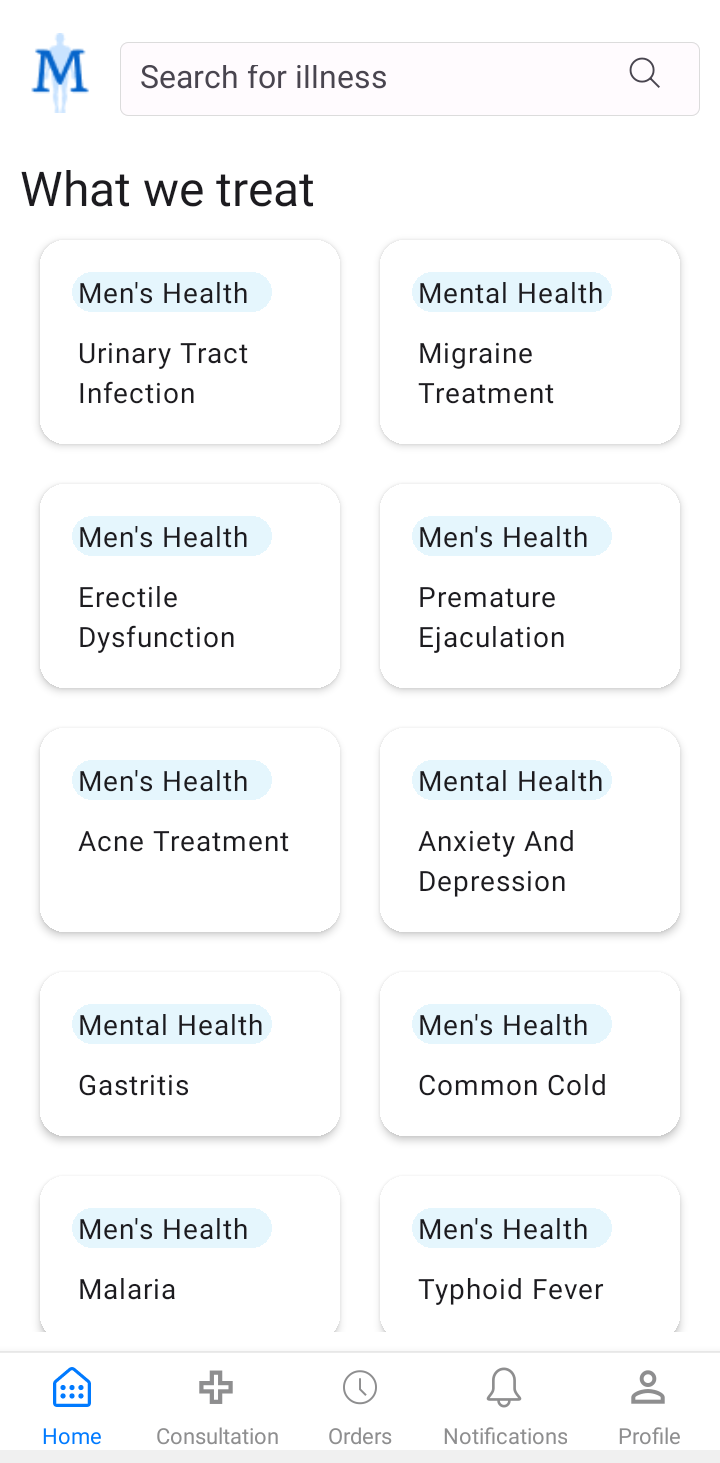 M
Search for illness
What we treat
Men's Health
Urinary Tract
Infection
Mental Health
Migraine
Treatment
Men's Health
Erectile
Dysfunction
Men's Health
Premature
Ejaculation
Men's Health
Acne Treatment
Mental Health
Anxiety And
Depression
Mental Health
Gastritis
Men's Health
Common Cold
Men's Health
Malaria
Men's Health
Typhoid Fever
Home
Consultation
Orders
Notifications
Profile